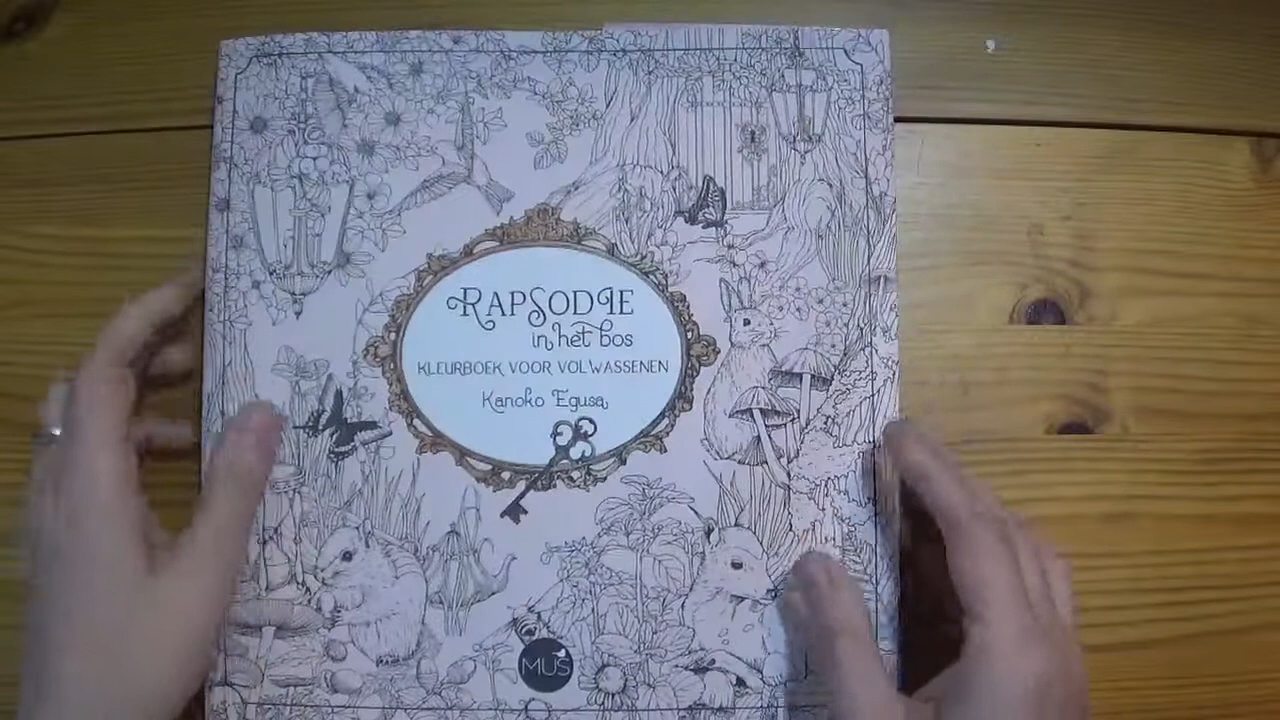 RAPSODIE
in het bos
KLEURBOEK VOOR VOLWASSENEN
Kanoko Egusa
MUS